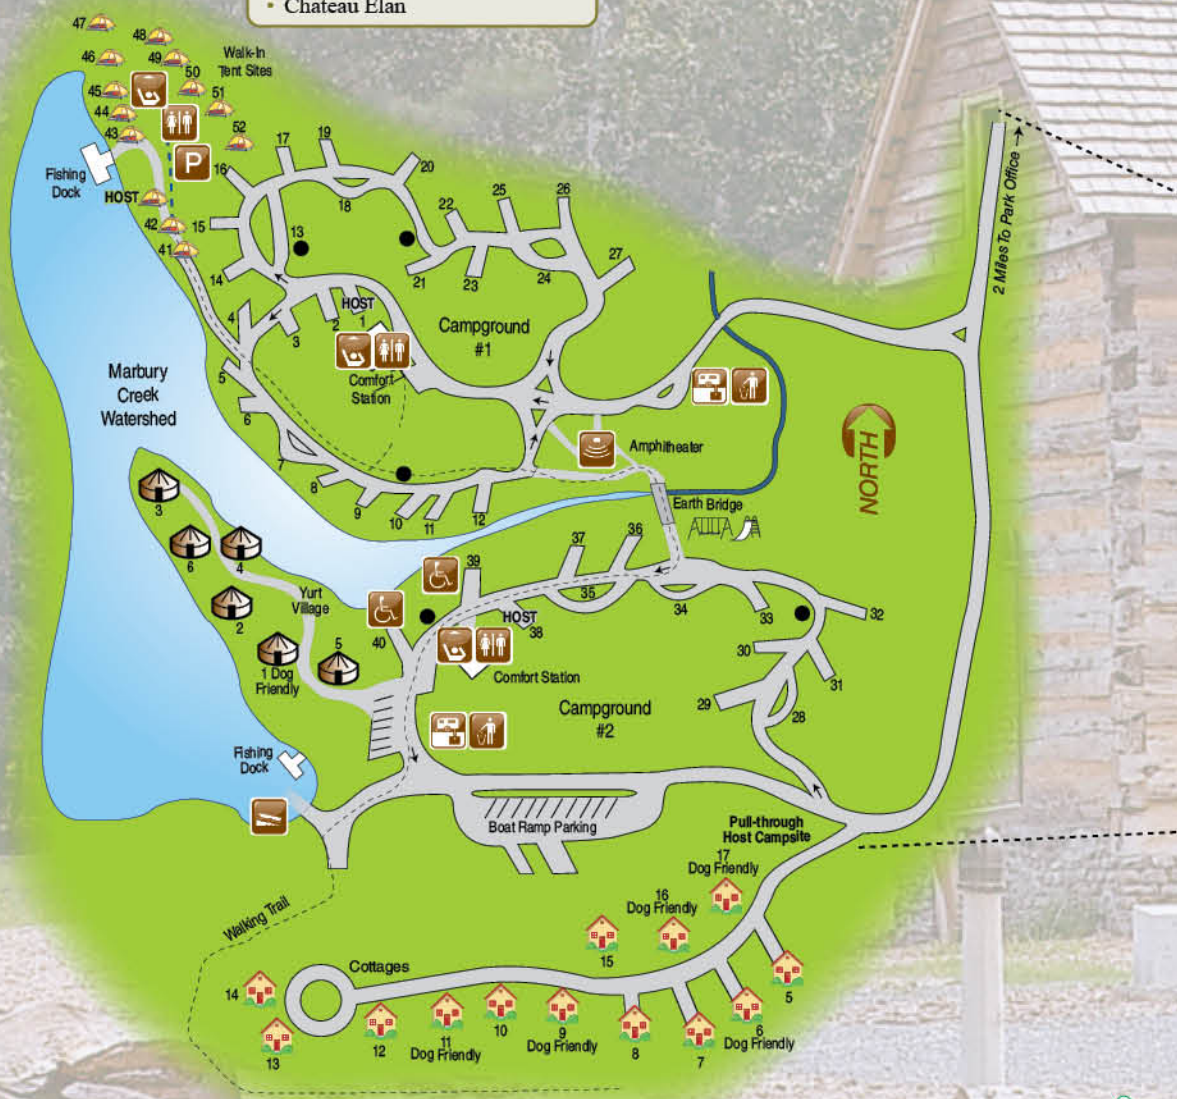 • Chateau Elan
47
48
46
49
Walk-In
Tent Sites
50
45
51
44
43
52
P
Fishing
Dock
HOST
42
41
16
17
19
20
15
18
13
14
22
25
26
21
23
24
27
4
3
2
HOST
1
Campground
#1
Comfort
Station
5
6
7
8
9
10
11
12
2 Miles To Park Office
Marbury
Creek
Watershed
Amphitheater
NORTH
Earth Bridge
3
6
4
2
Yurt
Village
1 Dog
Friendly
5
39
37
36
35
34
33
32
40
HOST
38
30
31
29
28
Comfort Station
Campground
#2
Fishing
Dock
Boat Ramp Parking
Pull-through
Host Campsite
17
Dog Friendly
16
Dog Friendly
15
Walking Trail
Cottages
14
13
12
11
Dog Friendly
10
9
Dog Friendly
8
7
6
Dog Friendly
5